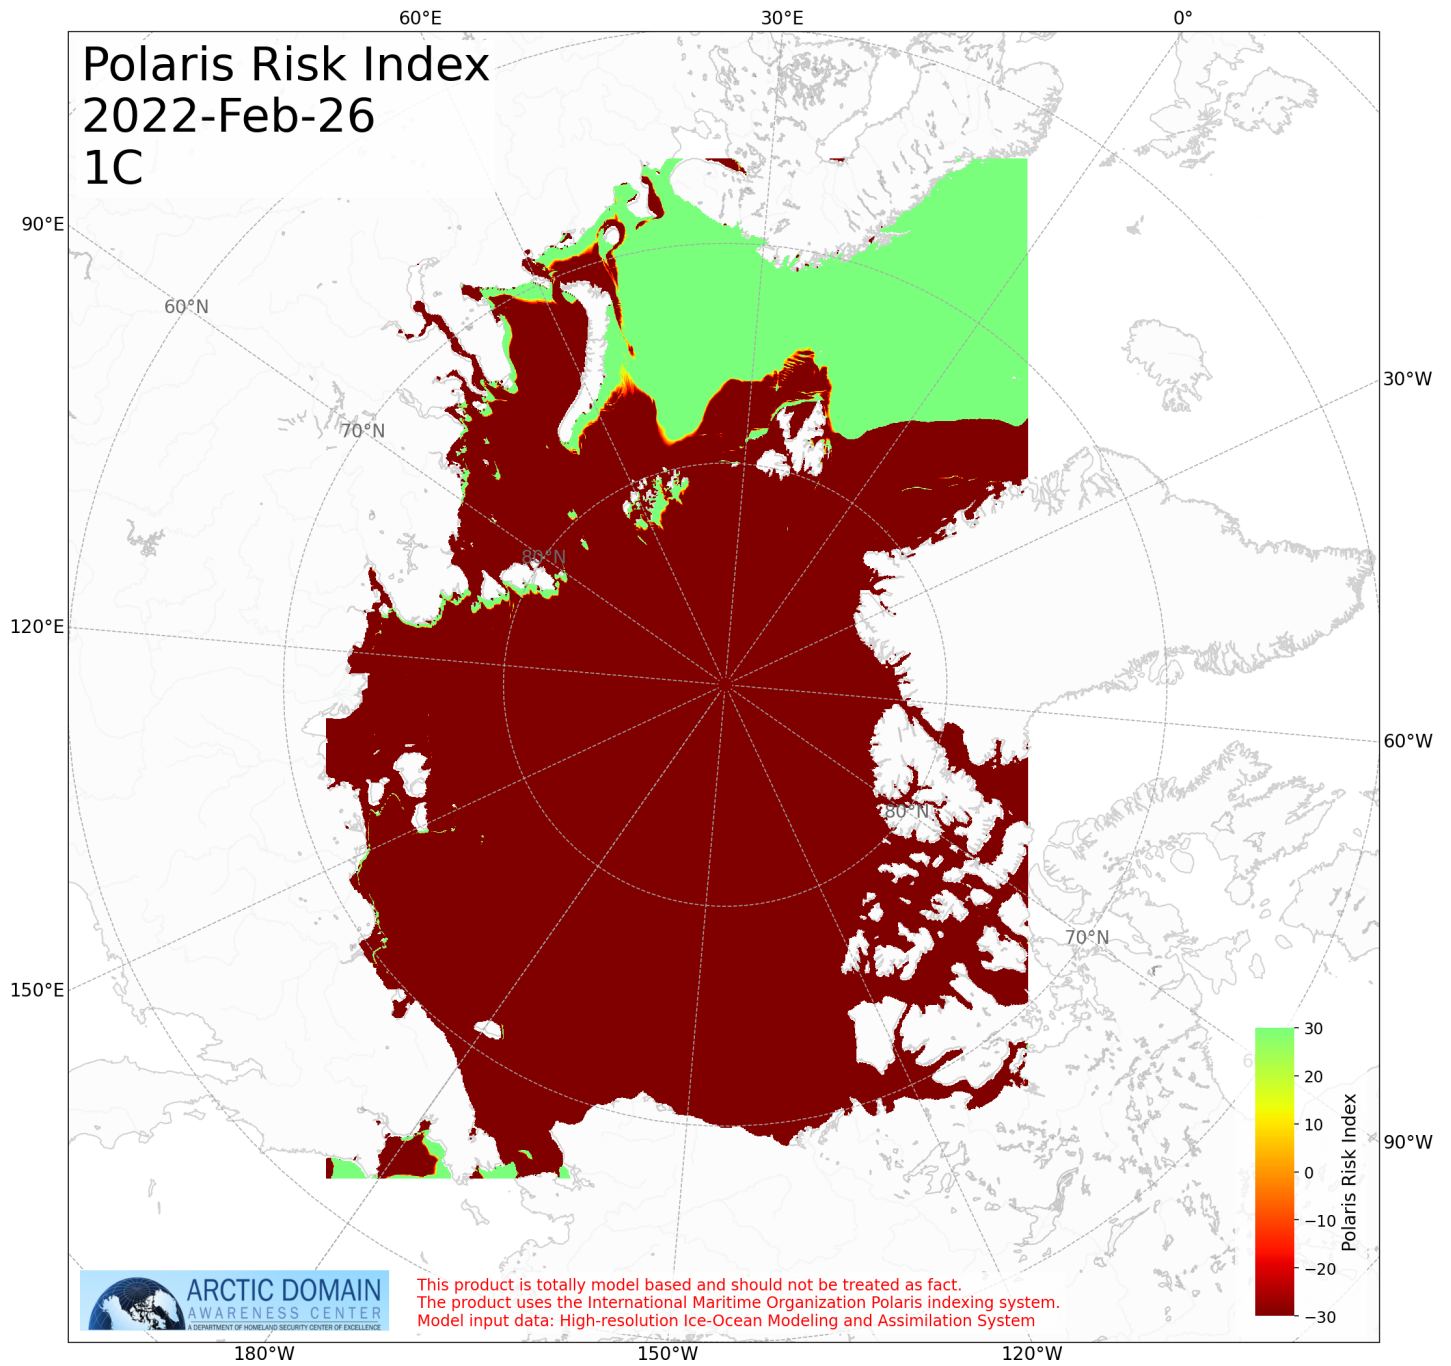 60°E 30°E 0°
Polaris Risk Index
2022-Feb-26
1C
90°E
60°N
30°W
70°N
80°N
120°E
60°W
80°N
70°N
150°E
30
20
10
0
−10
−20
−30
Polaris Risk Index
90°W
ARCTIC DOMAIN
AWARENESS CENTER
A DEPARTMENT OF HOMELAND SECURITY CENTER OF EXCELLENCE
This product is totally model based and should not be treated as fact.
The product uses the International Maritime Organization Polaris indexing system.
Model input data: High-resolution Ice-Ocean Modeling and Assimilation System
180°W 150°W 120°W